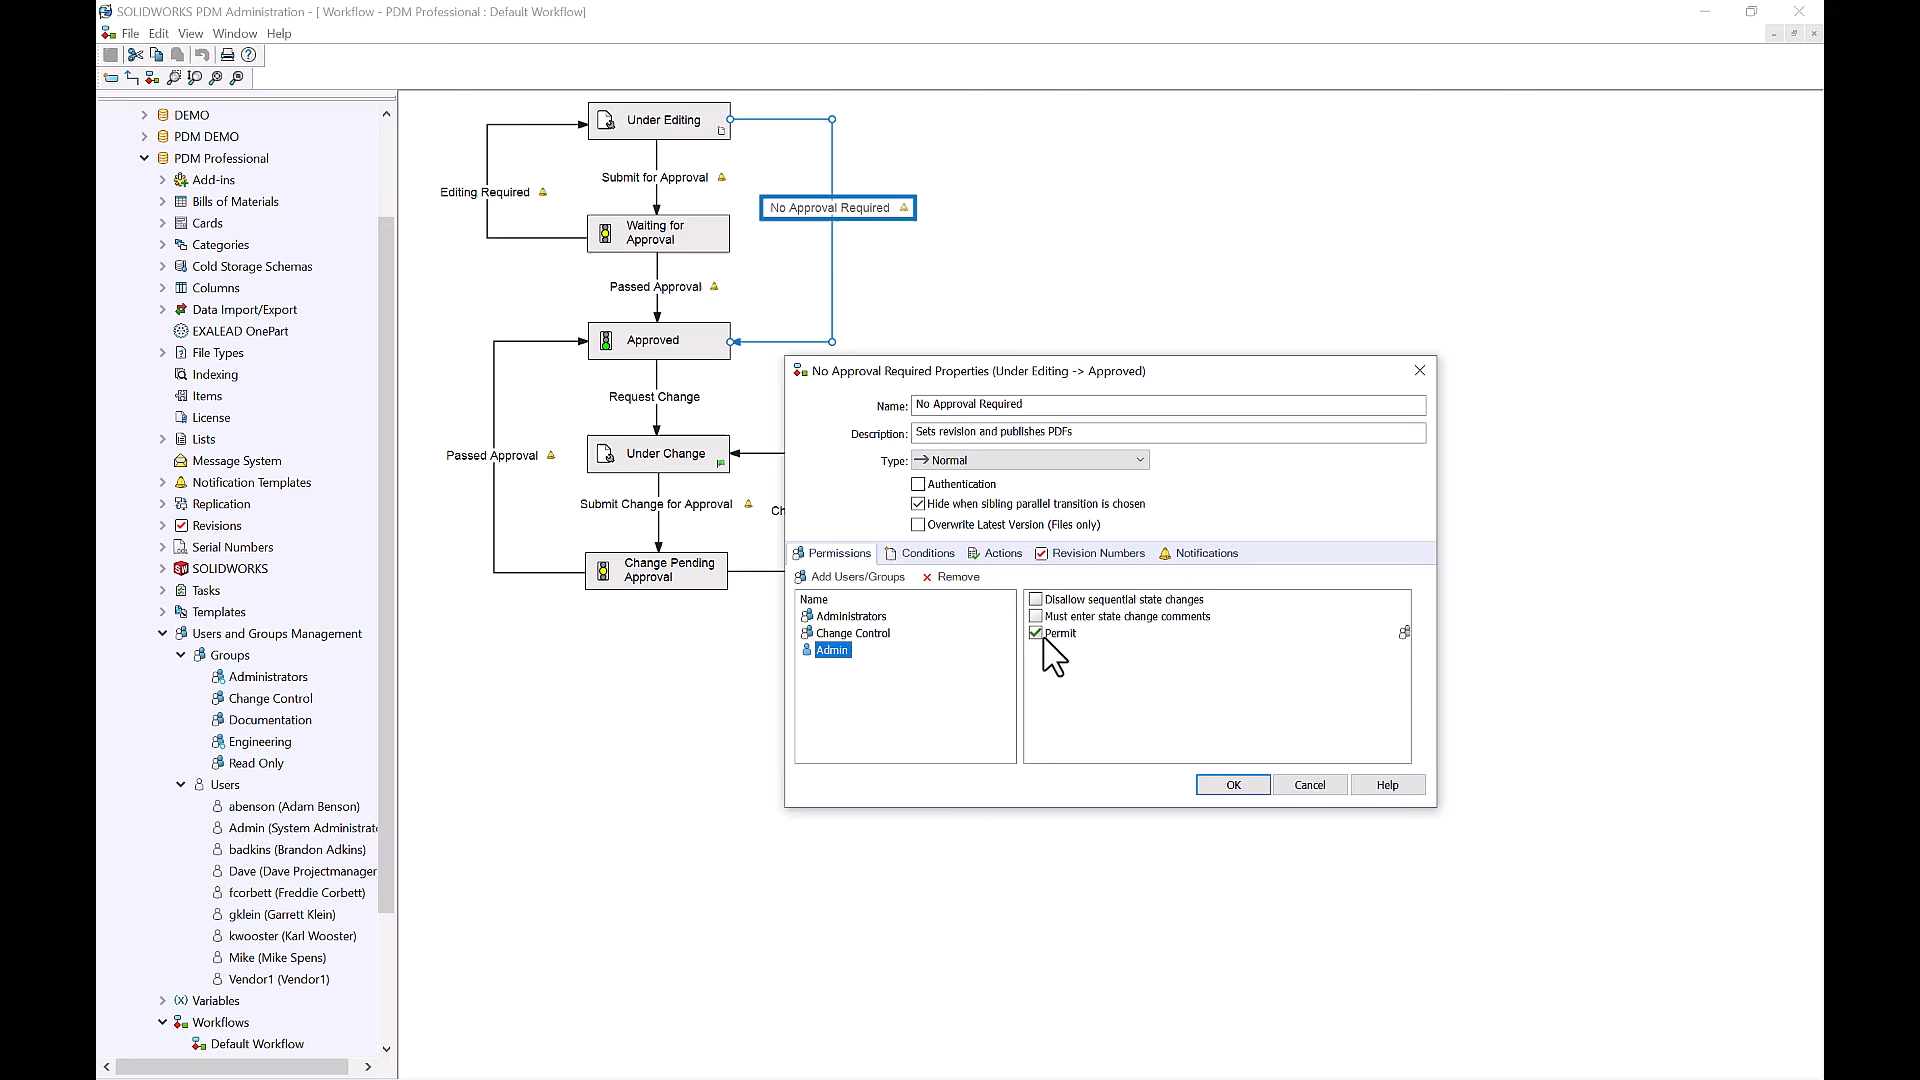 SOLIDWORKS PDM Administration - [ Workflow - PDM Professional : Default Workflow]
File Edit View Window Help
DEMO
PDM DEMO
PDM Professional
Add-ins
Bills of Materials
Cards
Categories
Cold Storage Schemas
Columns
Data Import/Export
EXALEAD OnePart
File Types
Indexing
Items
License
Lists
Message System
Notification Templates
Replication
Revisions
Serial Numbers
SOLIDWORKS
Tasks
Templates
Users and Groups Management
Groups
Administrators
Change Control
Documentation
Engineering
Read Only
Users
abenson (Adam Benson)
Admin (System Administrat
badkins (Brandon Adkins)
Dave (Dave Projectmanager
fcorbett (Freddie Corbett)
gklein (Garrett Klein)
kwooster (Karl Wooster)
Mike (Mike Spens)
Vendor1 (Vendor1)
(x) Variables
Workflows
Default Workflow
Under Editing
Submit for Approval
Editing Required
No Approval Required
Waiting for
Approval
Passed Approval
Approved
Request Change
Passed Approval
Under Change
Submit Change for Approval
Ch
Change Pending
Approval
No Approval Required Properties (Under Editing -> Approved)
Name: No Approval Required
Description: Sets revision and publishes PDFs
Type: Normal
Authentication
Hide when sibling parallel transition is chosen
Overwrite Latest Version (Files only)
Permissions Conditions Actions Revision Numbers Notifications
Add Users/Groups Remove
Name
Administrators
Change Control
Admin
Disallow sequential state changes
Must enter state change comments
Permit
OK Cancel Help